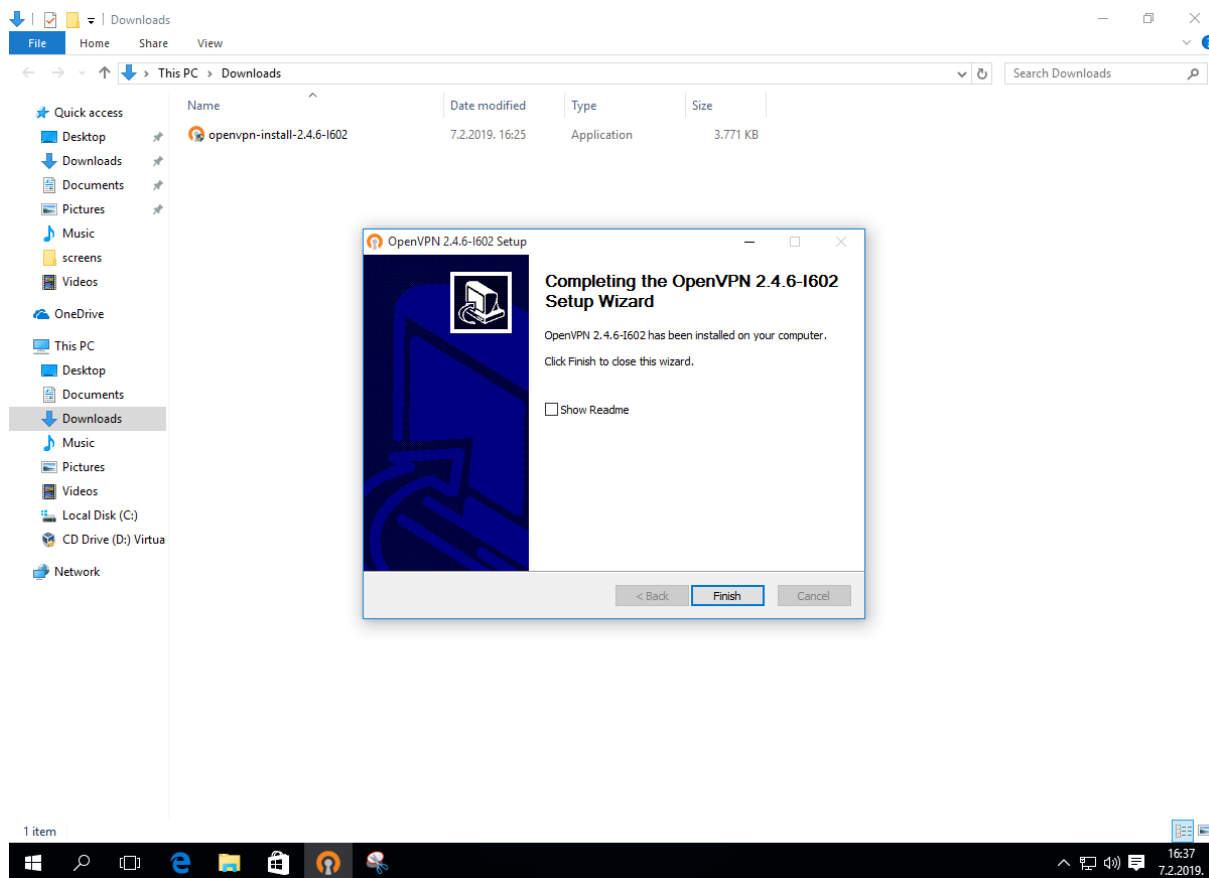 Downloads
File Home Share View
This PC Downloads
Search Downloads
Name Date modified Type Size
openvpn-install-2.4.6-I602 7.2.2019. 16:25 Application 3.771 KB
Quick access
Desktop
Downloads
Documents
Pictures
Music
screens
Videos
OneDrive
This PC
Desktop
Documents
Downloads
Music
Pictures
Videos
Local Disk (C:)
CD Drive (D:) Virtua
Network
OpenVPN 2.4.6-I602 Setup
Completing the OpenVPN 2.4.6-I602
Setup Wizard
OpenVPN 2.4.6-I602 has been installed on your computer.
Click Finish to close this wizard.
Show Readme
< Back Finish Cancel
1 item
16:37
7.2.2019.